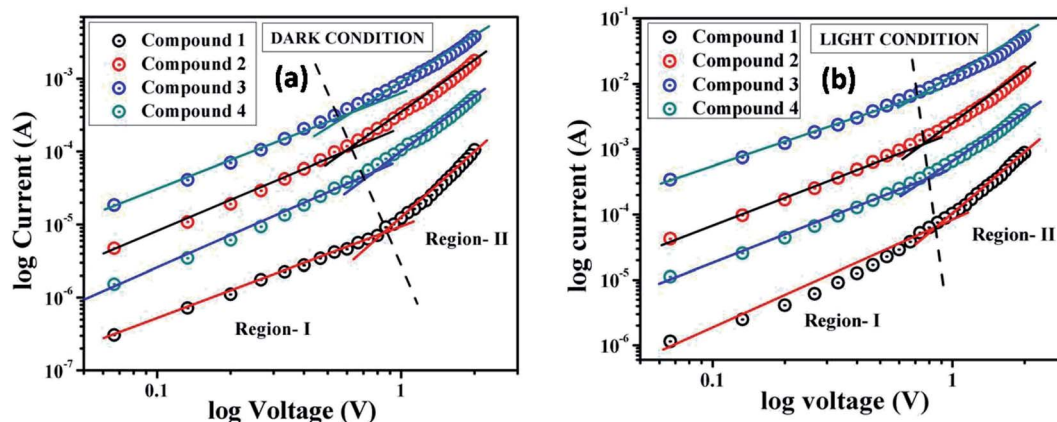 Compound 1
Compound 2
Compound 3
Compound 4
DARK CONDITION
(a)
10⁻³
10⁻⁴
10⁻⁵
10⁻⁶
10⁻⁷
log Current (A)
Region- II
Region- I
0.1
1
log Voltage (V)
10⁻¹
Compound 1
Compound 2
Compound 3
Compound 4
LIGHT CONDITION
(b)
10⁻²
10⁻³
10⁻⁴
10⁻⁵
10⁻⁶
log current (A)
Region- II
Region- I
0.1
1
log voltage (V)